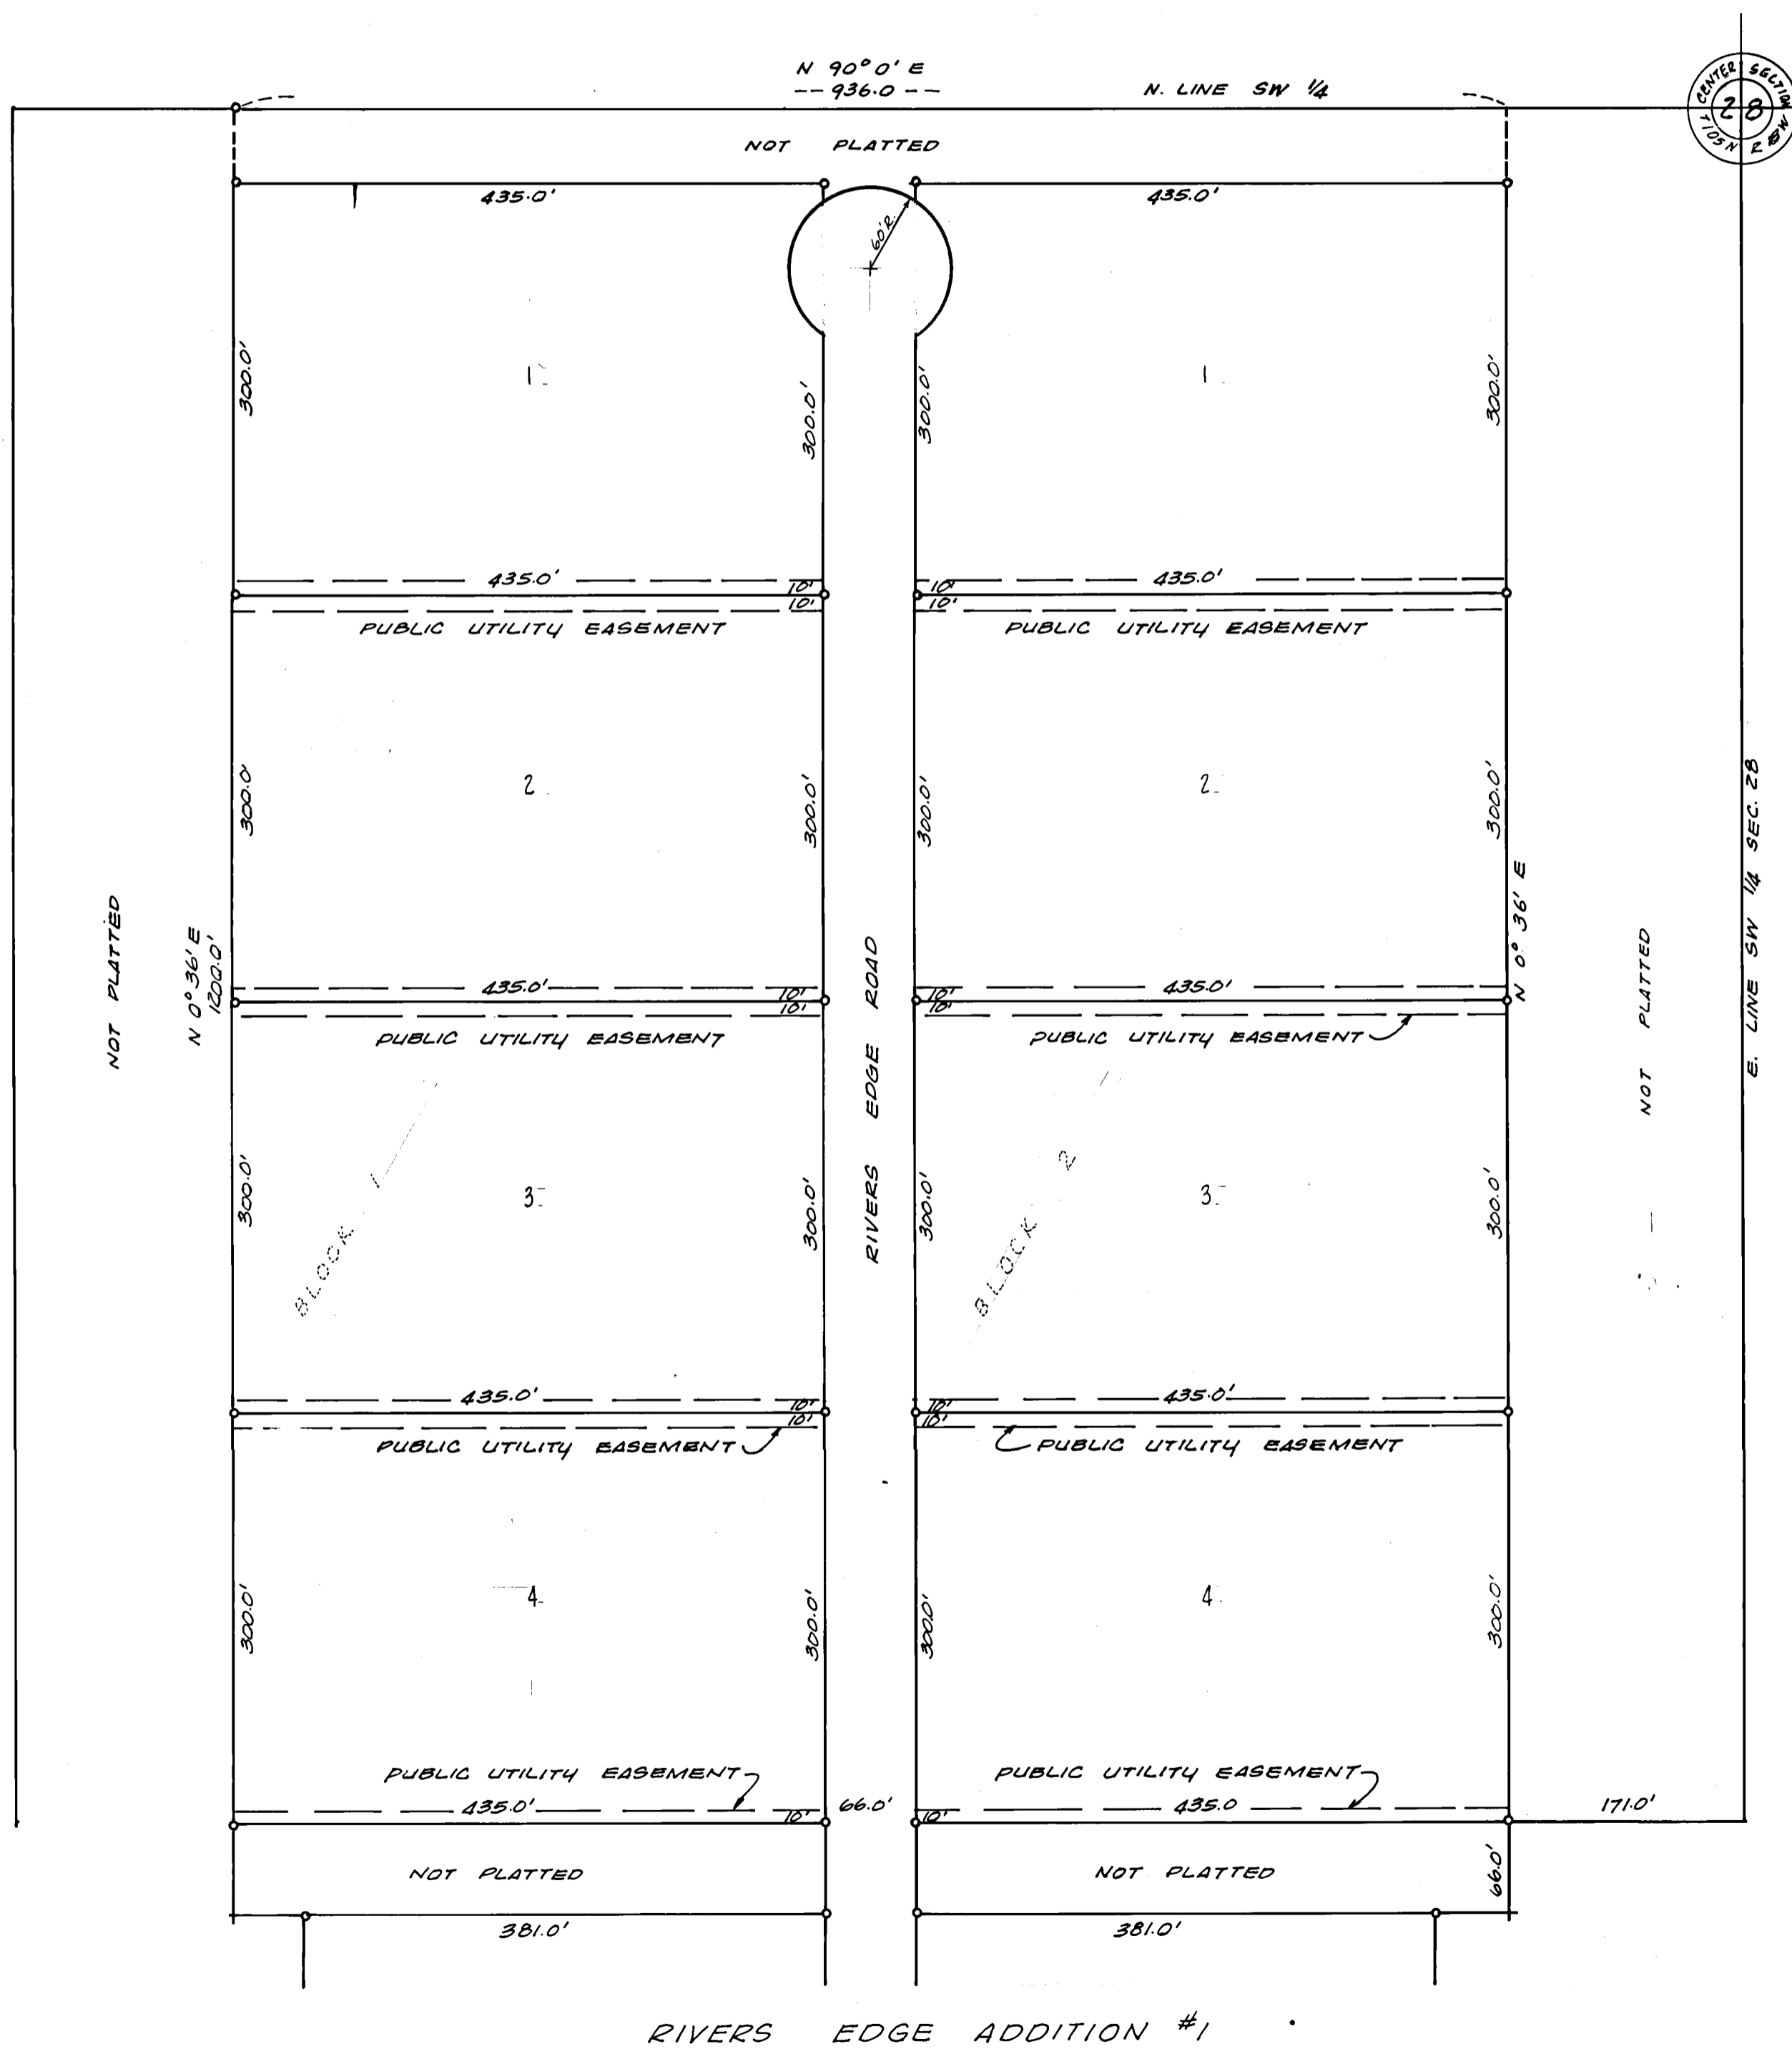 N 90° 0' E
-- 936.0 --
N. LINE SW 1/4
CENTER SECTION
28
T105N R
NOT PLATTED
435.0'
435.0'
60'R.
300.0'
1
300.0'
300.0'
1
300.0'
435.0'
10'
10'
435.0'
10'
10'
PUBLIC UTILITY EASEMENT
PUBLIC UTILITY EASEMENT
300.0'
2
300.0'
300.0'
2
300.0'
NOT PLATTED
N 0° 36' E
1200.0'
RIVERS EDGE ROAD
N 0° 36' E
NOT PLATTED
E. LINE SW 1/4 SEC. 28
435.0'
10'
10'
435.0'
10'
10'
PUBLIC UTILITY EASEMENT
PUBLIC UTILITY EASEMENT
BLOCK 1
BLOCK 2
300.0'
3
300.0'
300.0'
3
300.0'
435.0'
10'
10'
435.0'
10'
10'
PUBLIC UTILITY EASEMENT
PUBLIC UTILITY EASEMENT
300.0'
4
300.0'
300.0'
4
300.0'
PUBLIC UTILITY EASEMENT
PUBLIC UTILITY EASEMENT
435.0'
10'
66.0'
10'
435.0
171.0'
NOT PLATTED
NOT PLATTED
66.0'
381.0'
381.0'
RIVERS EDGE ADDITION #1